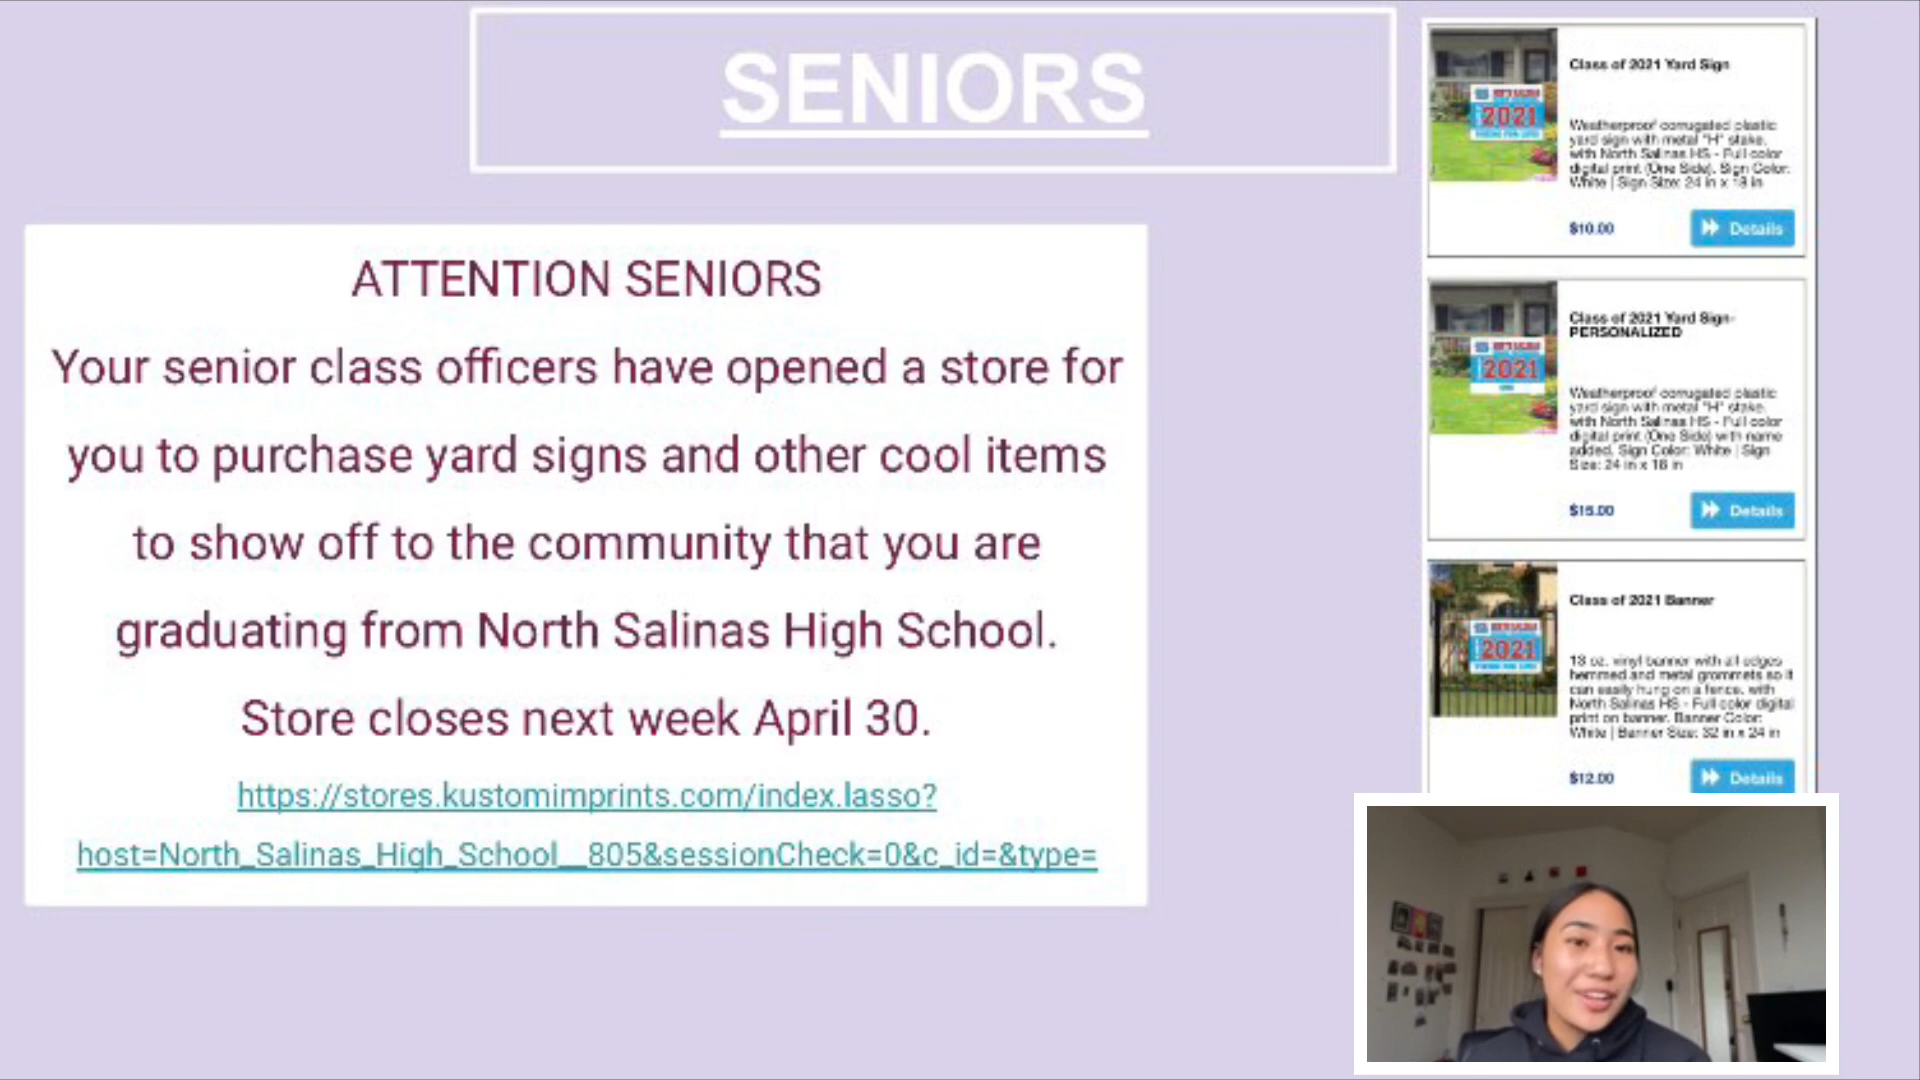 SENIORS
ATTENTION SENIORS
Your senior class officers have opened a store for
you to purchase yard signs and other cool items
to show off to the community that you are
graduating from North Salinas High School.
Store closes next week April 30.
https://stores.kustomimprints.com/index.lasso?
host=North_Salinas_High_School__805&sessionCheck=0&c_id=&type=
Class of 2021 Yard Sign
Weatherproof corrugated plastic
yard sign with metal "H" stake,
with North Salinas HS - Full color
digital print (One Side). Sign Color:
White | Sign Size: 24 in x 18 in
$10.00
Details
2021
Class of 2021 Yard Sign-
PERSONALIZED
Weatherproof corrugated plastic
yard sign with metal "H" stake,
with North Salinas HS - Full color
digital print (One Side) with name
added. Sign Color: White | Sign
Size: 24 in x 18 in
$15.00
Details
2021
Class of 2021 Banner
13 oz. vinyl banner with all edges
hemmed and metal grommets so it
can easily hung on a fence. with
North Salinas HS - Full color digital
print on banner. Banner Color:
White | Banner Size: 32 in x 24 in
$12.00
Details
2021